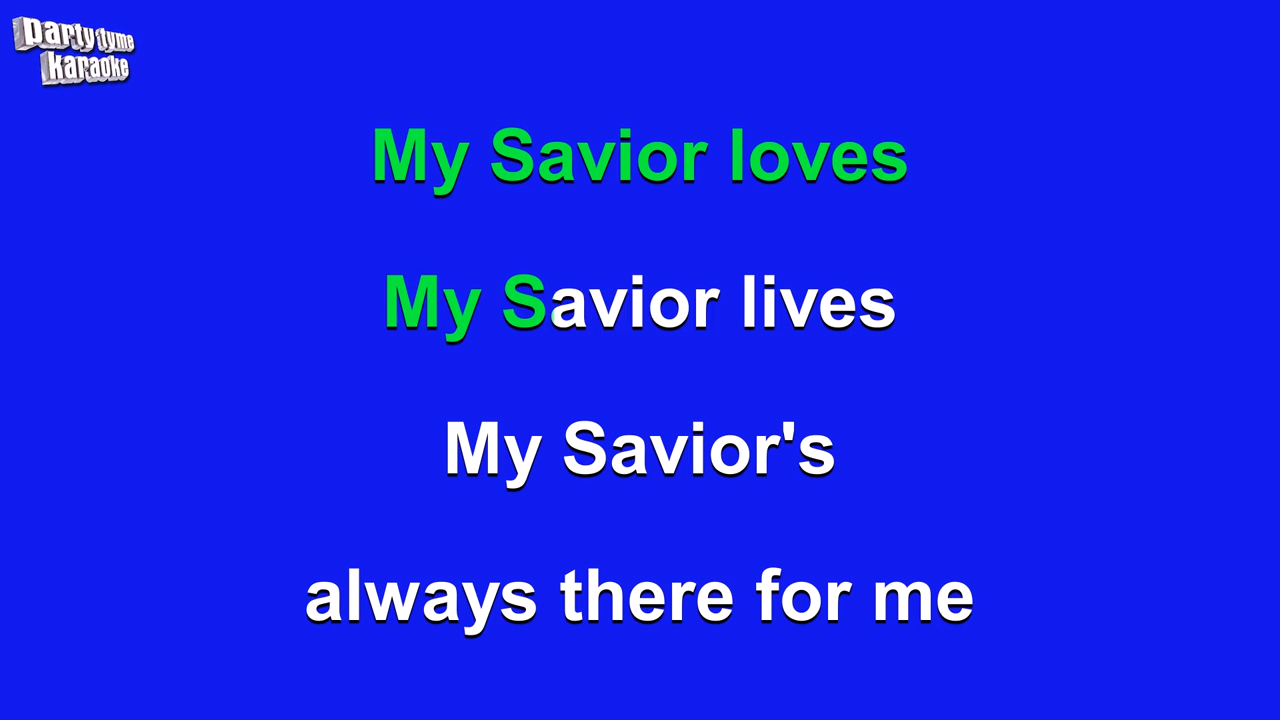 party tyme
karaoke
My Savior loves
My Savior lives
My Savior's
always there for me